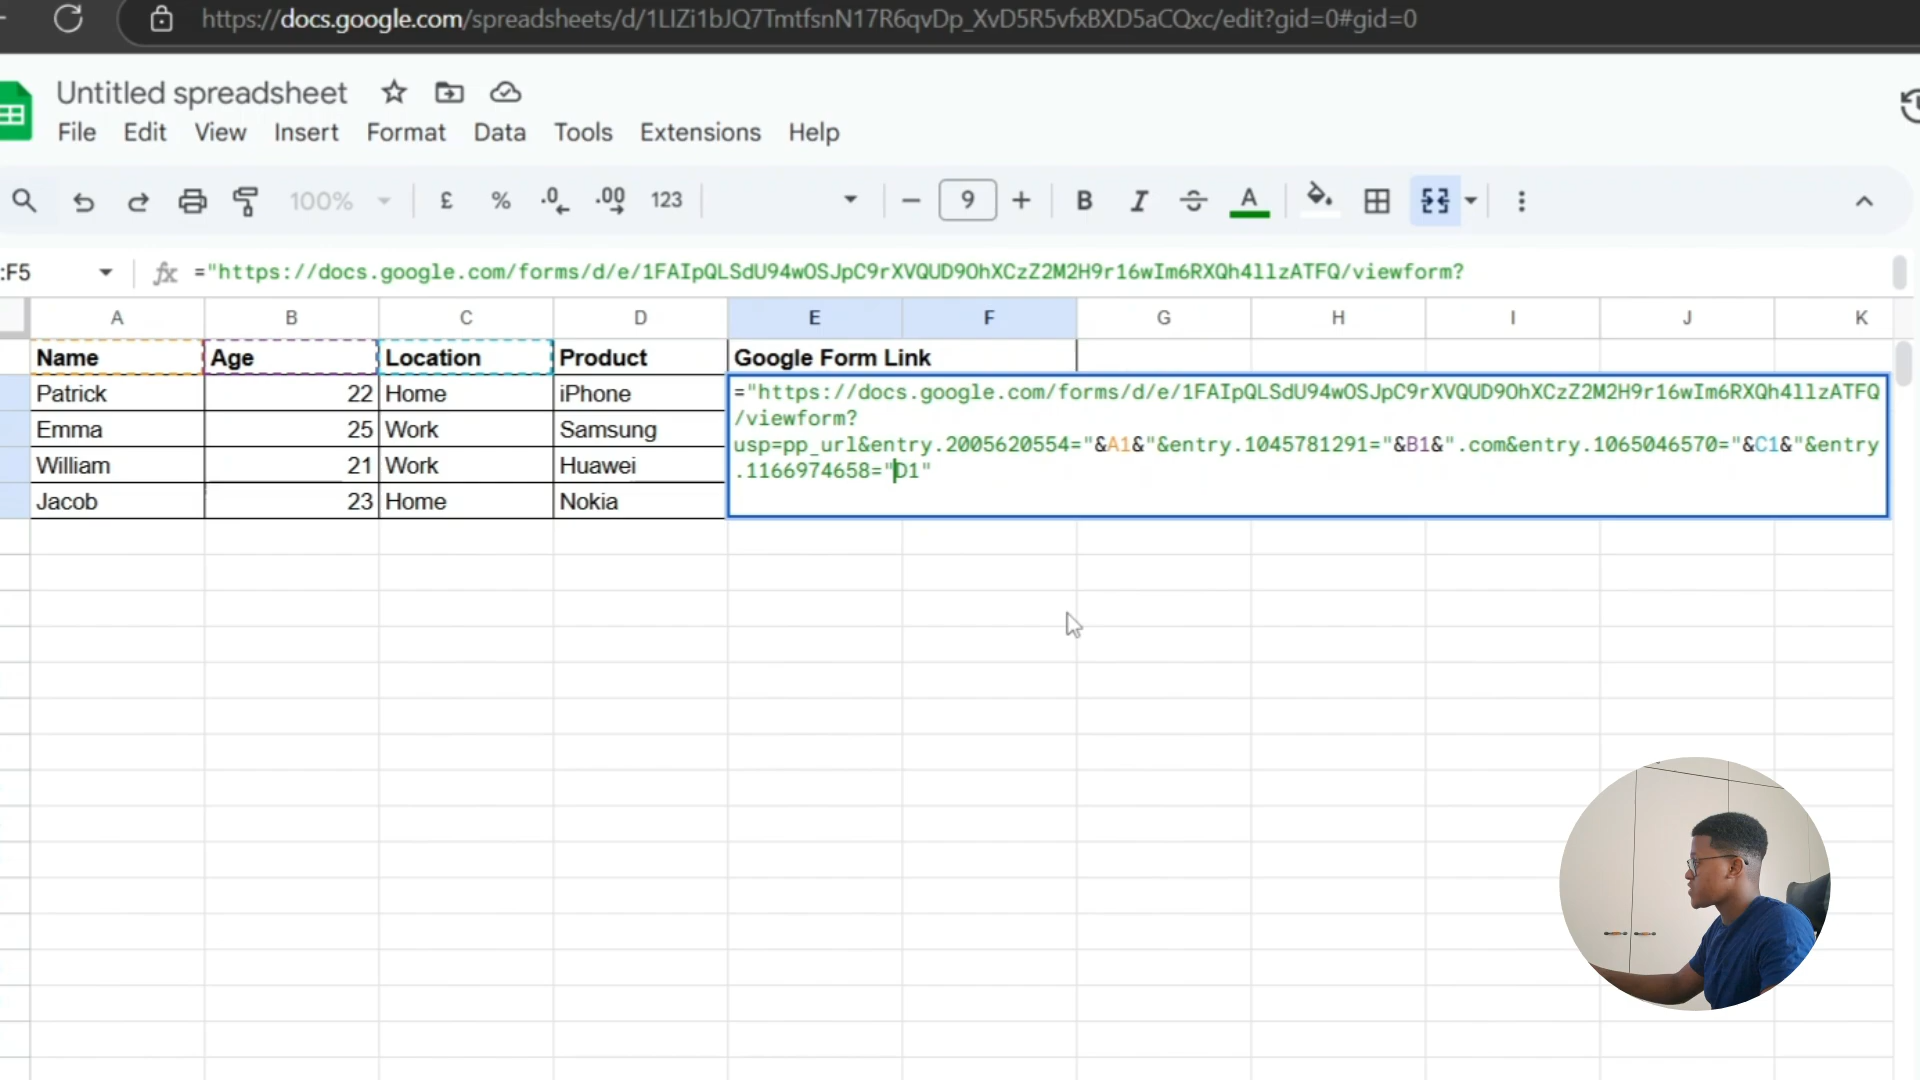 https://docs.google.com/spreadsheets/d/1LIZi1bJQ7TmtfsnN17R6qvDp_XvD5R5vfxBXD5aCQxc/edit?gid=0#gid=0
Untitled spreadsheet
File Edit View Insert Format Data Tools Extensions Help
100% £ % .0 .00 123 9 B I A
:F5 fx ="https://docs.google.com/forms/d/e/1FAIpQLSdU94wOSJpC9rXVQUD9OhXCzZ2M2H9r16wIm6RXQh4llzATFQ/viewform?
A B C D E F G H I J K
Name Age Location Product Google Form Link
Patrick 22 Home iPhone
Emma 25 Work Samsung
William 21 Work Huawei
Jacob 23 Home Nokia
="https://docs.google.com/forms/d/e/1FAIpQLSdU94wOSJpC9rXVQUD9OhXCzZ2M2H9r16wIm6RXQh4llzATFQ
/viewform?
usp=pp_url&entry.2005620554="&A1&"&entry.1045781291="&B1&".com&entry.1065046570="&C1&"&entry
.1166974658="D1"